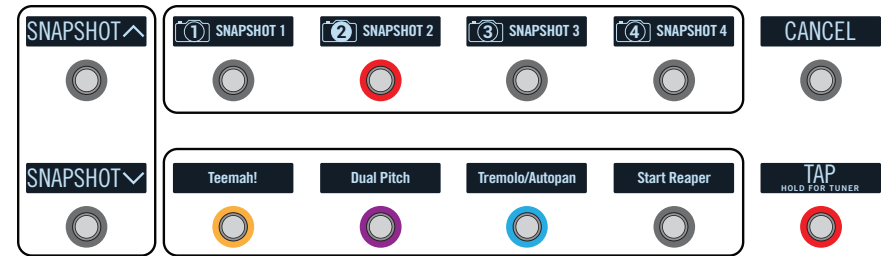 SNAPSHOT
1 SNAPSHOT 1
2 SNAPSHOT 2
3 SNAPSHOT 3
4 SNAPSHOT 4
CANCEL
SNAPSHOT
Teemah!
Dual Pitch
Tremolo/Autopan
Start Reaper
TAP
HOLD FOR TUNER